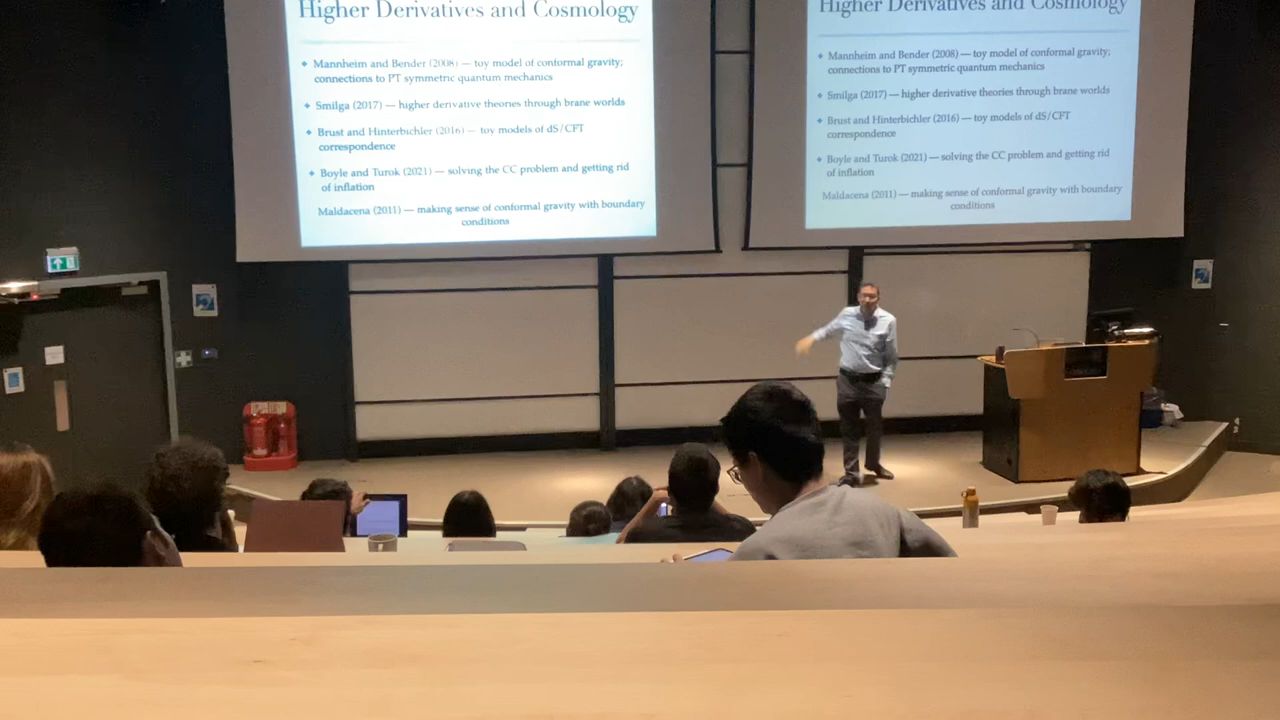 Higher Derivatives and Cosmology
Mannheim and Bender (2008) — toy model of conformal gravity;
connections to PT symmetric quantum mechanics
Smilga (2017) — higher derivative theories through brane worlds
Brust and Hinterbichler (2016) — toy models of dS/CFT
correspondence
Boyle and Turok (2021) — solving the CC problem and getting rid
of inflation
Maldacena (2011) — making sense of conformal gravity with boundary
conditions
Higher Derivatives and Cosmology
Mannheim and Bender (2008) — toy model of conformal gravity;
connections to PT symmetric quantum mechanics
Smilga (2017) — higher derivative theories through brane worlds
Brust and Hinterbichler (2016) — toy models of dS/CFT
correspondence
Boyle and Turok (2021) — solving the CC problem and getting rid
of inflation
Maldacena (2011) — making sense of conformal gravity with boundary
conditions